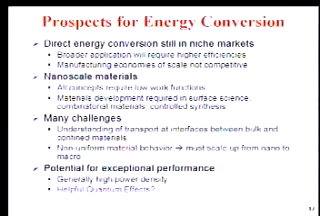 Prospects for Energy Conversion
Direct energy conversion still in niche markets
Broader application will require higher efficiencies
Manufacturing economies of scale not competitive
Nanoscale materials
All concepts require low work functions
Materials development required in surface science,
combinatorial materials, controlled synthesis
Many challenges
Understanding of transport at interfaces between bulk and
confined materials
Non-uniform material behavior → must scale up from nano to
macro
Potential for exceptional performance
Generally high power density
Helpful Quantum Effects?